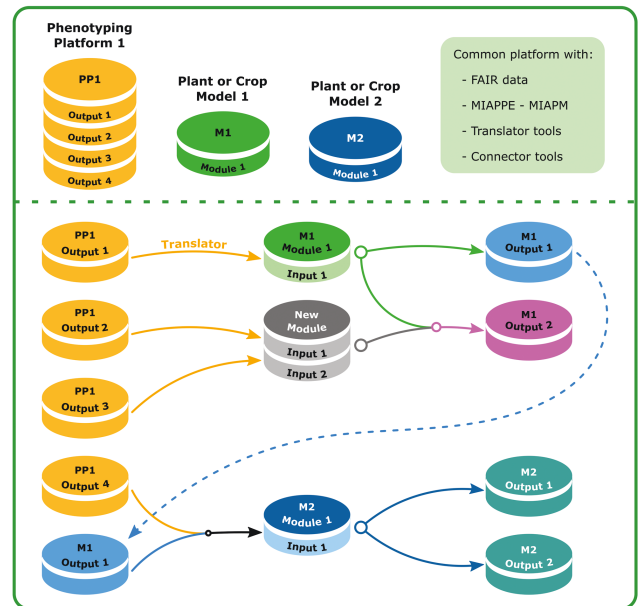 Phenotyping
Platform 1
PP1
Output 1
Output 2
Output 3
Output 4
Plant or Crop
Model 1
M1
Module 1
Plant or Crop
Model 2
M2
Module 1
Common platform with:
- FAIR data
- MIAPPE - MIAPM
- Translator tools
- Connector tools
PP1
Output 1
Translator
M1
Module 1
Input 1
M1
Output 1
PP1
Output 2
New
Module
Input 1
Input 2
M1
Output 2
PP1
Output 3
PP1
Output 4
M2
Module 1
Input 1
M2
Output 1
M1
Output 1
M2
Output 2